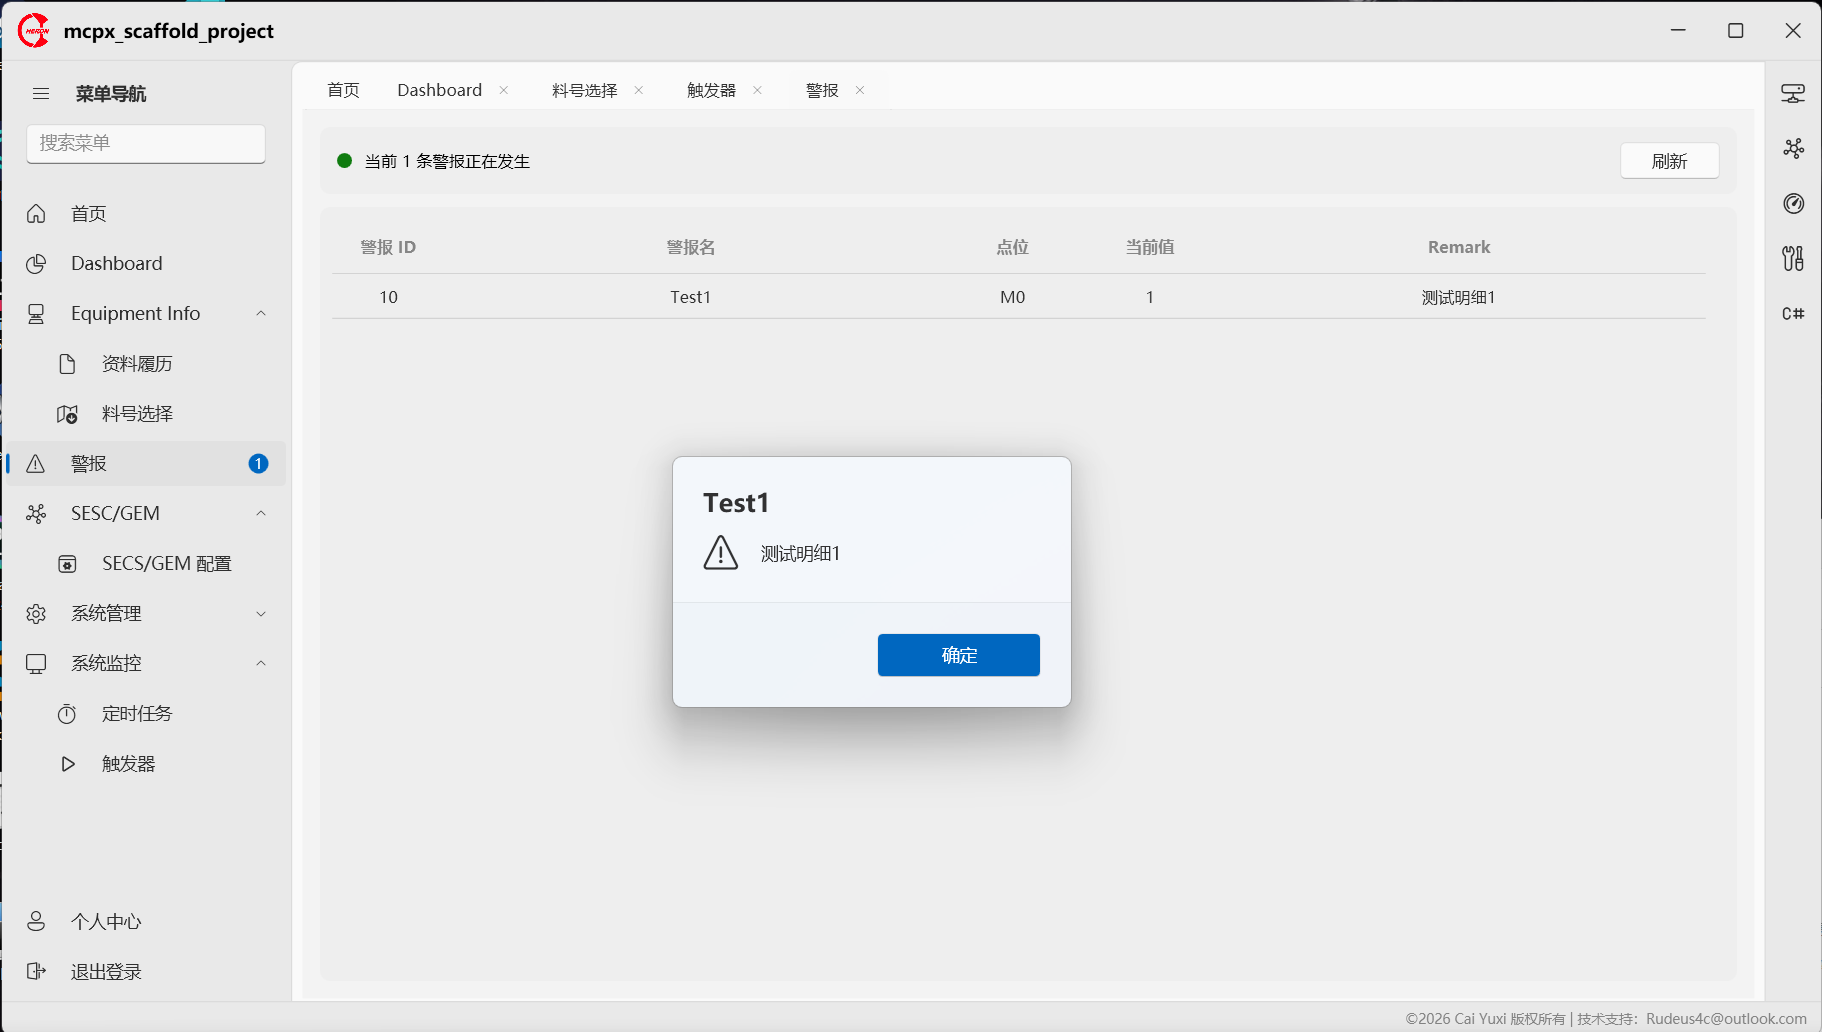 HERON
mcpx_scaffold_project
菜单导航
搜索菜单
首页
Dashboard
Equipment Info
资料履历
料号选择
警报
1
SESC/GEM
SECS/GEM 配置
系统管理
系统监控
定时任务
触发器
个人中心
退出登录
首页 Dashboard 料号选择 触发器 警报
当前 1 条警报正在发生
刷新
警报 ID 警报名 点位 当前值 Remark
10 Test1 M0 1 测试明细1
Test1
测试明细1
确定
C#
©2026 Cai Yuxi 版权所有 | 技术支持：Rudeus4c@outlook.com